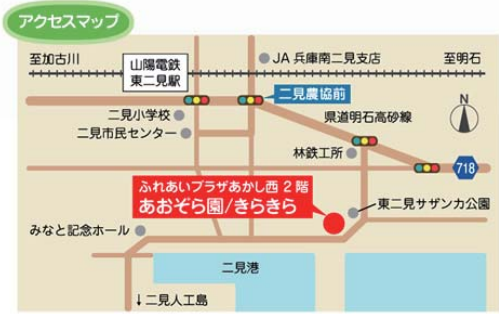 アクセスマップ
至加古川
山陽電鉄
東二見駅
JA 兵庫南二見支店
至明石
二見農協前
二見小学校
二見市民センター
県道明石高砂線
N
林鉄工所
718
ふれあいプラザあかし西 2 階
あおぞら園/きらきら
東二見サザンカ公園
みなと記念ホール
二見港
↓二見人工島